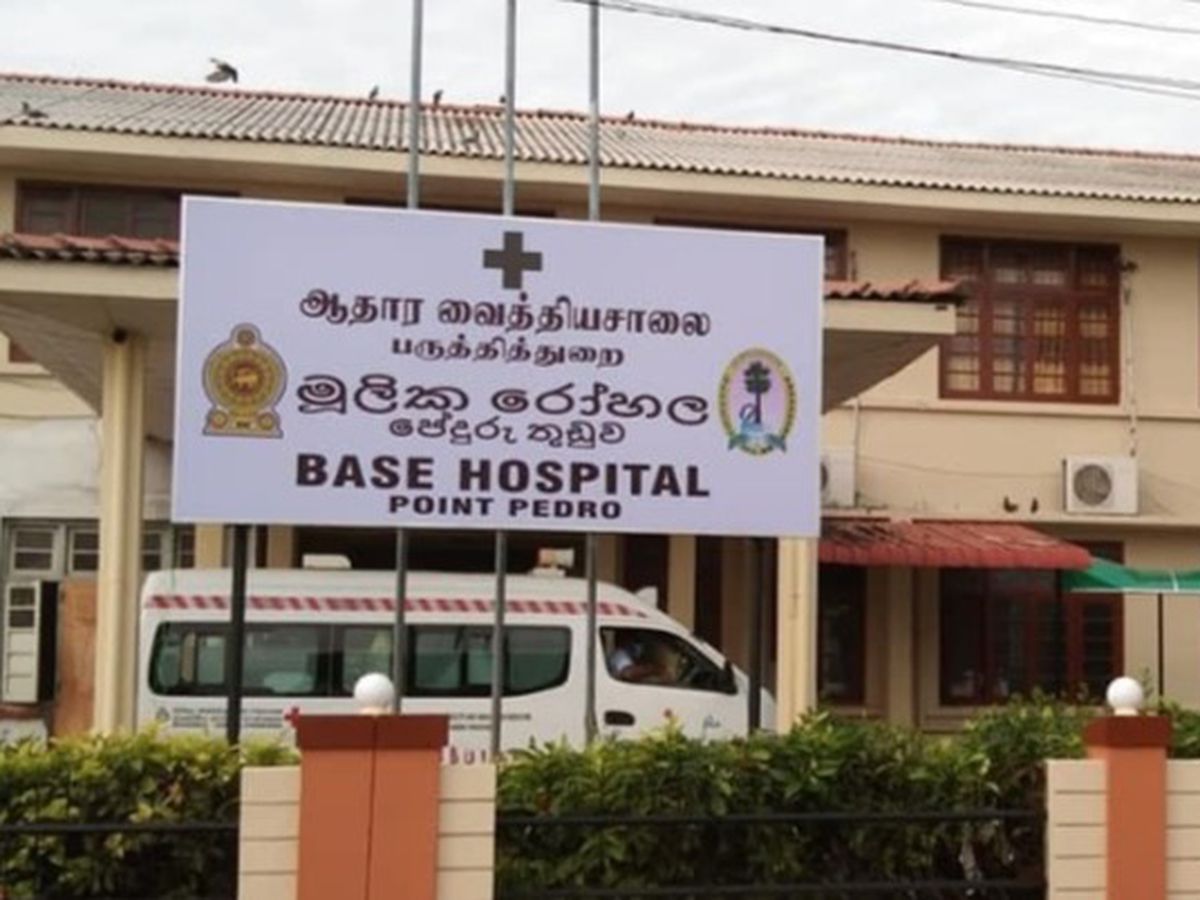 ஆதார வைத்தியசாலை
பருத்தித்துறை
මූලික රෝහල
පේදුරු තුඩුව
BASE HOSPITAL
POINT PEDRO